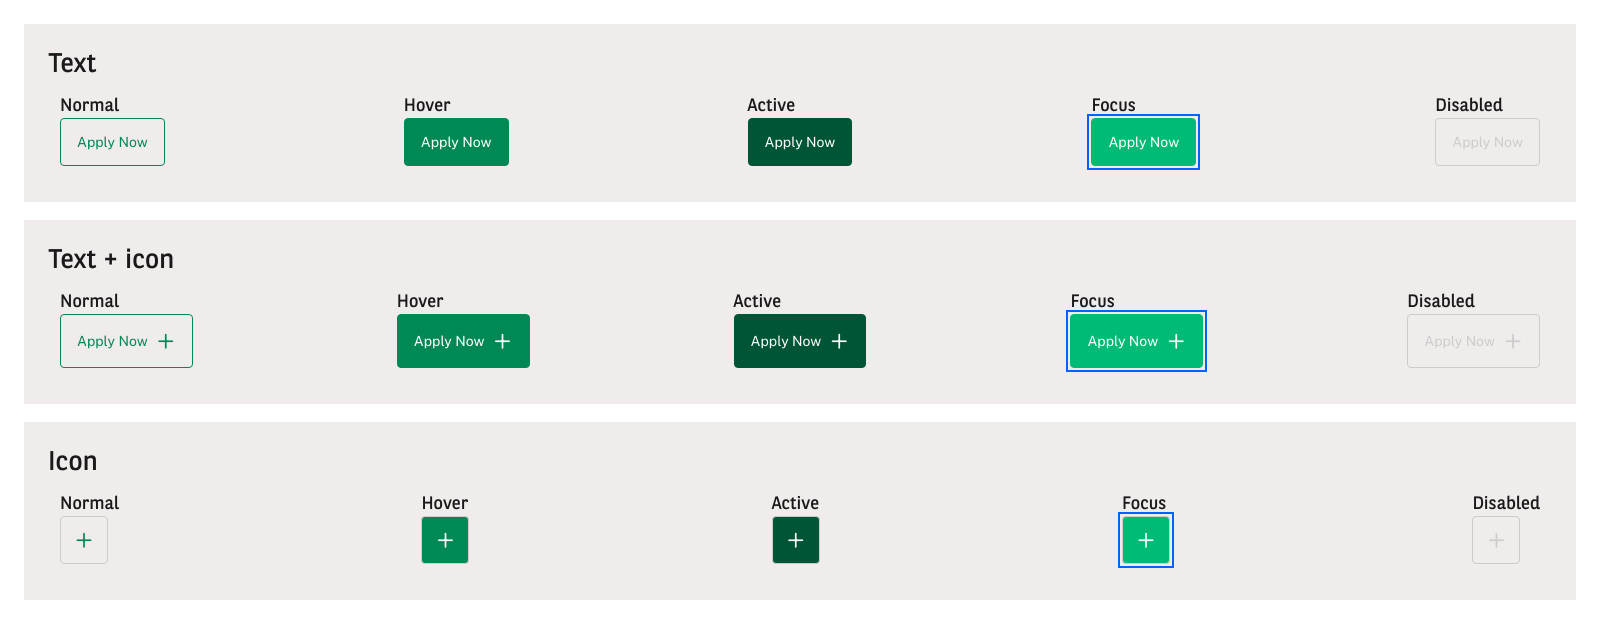 Text
Normal Hover Active Focus Disabled
Apply Now Apply Now Apply Now Apply Now Apply Now
Text + icon
Normal Hover Active Focus Disabled
Apply Now Apply Now Apply Now Apply Now Apply Now
Icon
Normal Hover Active Focus Disabled